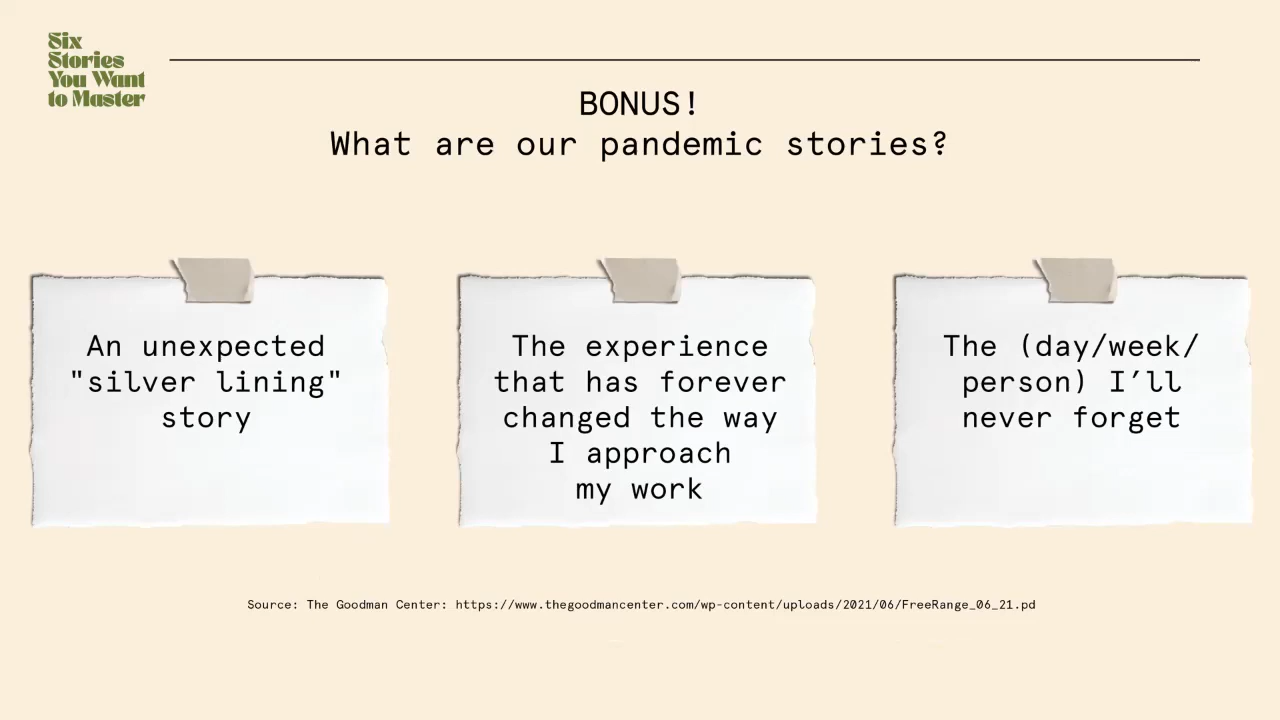 Six
Stories
You Want
to Master
BONUS!
What are our pandemic stories?
An unexpected
"silver lining"
story
The experience
that has forever
changed the way
I approach
my work
The (day/week/
person) I’ll
never forget
Source: The Goodman Center: https://www.thegoodmancenter.com/wp-content/uploads/2021/06/FreeRange_06_21.pd